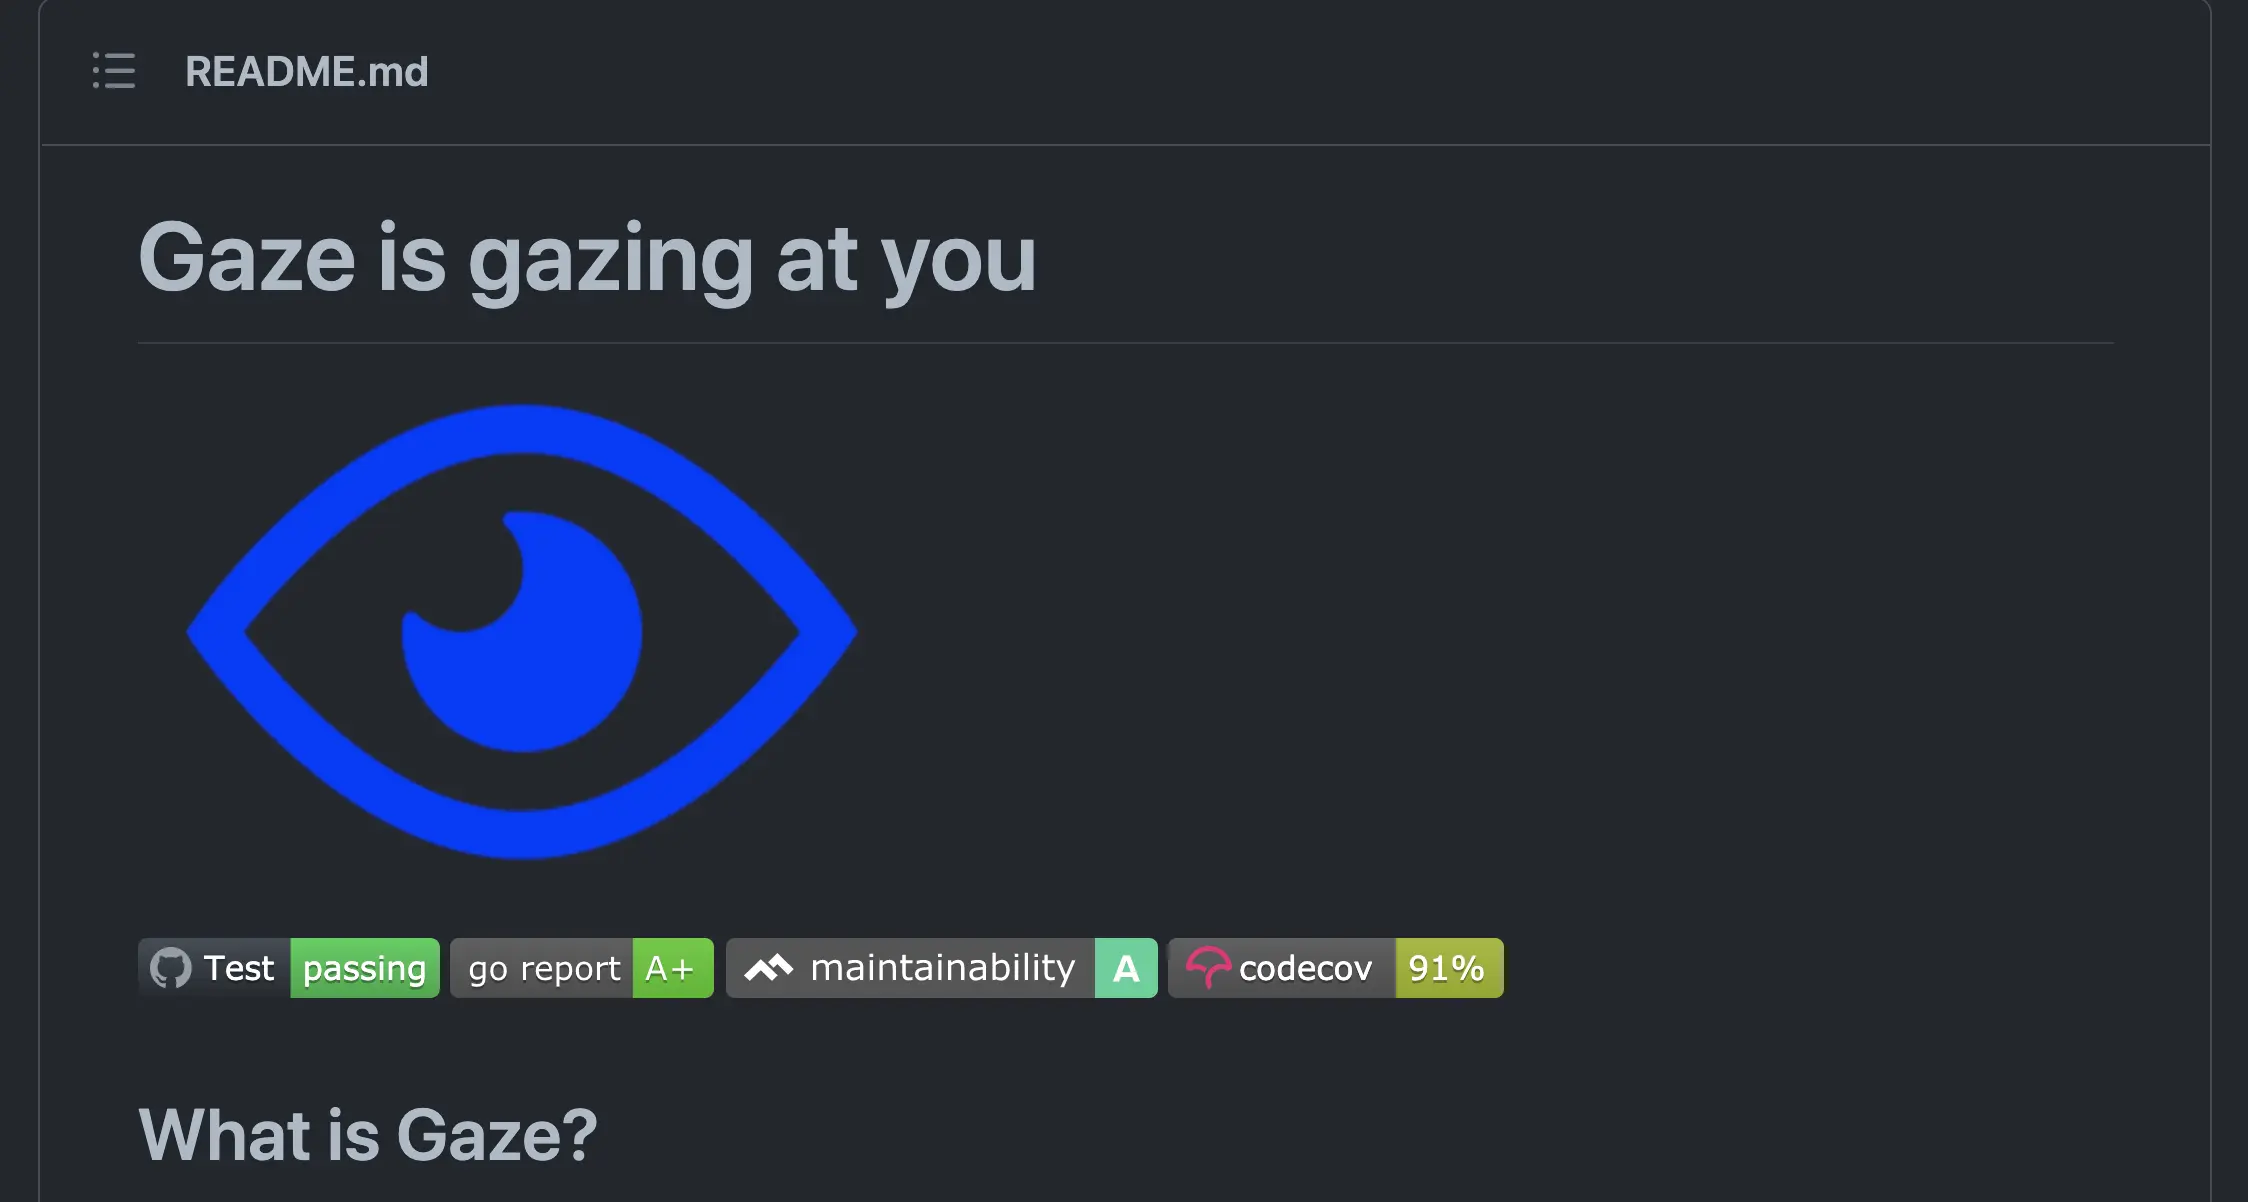 README.md
Gaze is gazing at you
Test passing go report A+ maintainability A codecov 91%
What is Gaze?